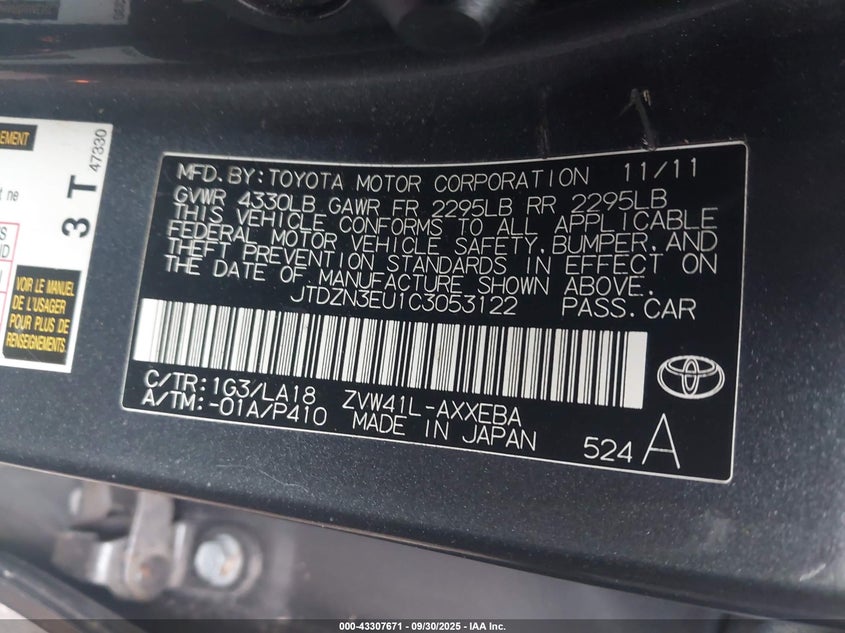 EMENT
47330
3 T
t ne
VOIR LE MANUEL
DE L'USAGER
POUR PLUS DE
RENSEIGNEMENTS
MFD. BY: TOYOTA MOTOR CORPORATION 11/11
GVWR 4330LB GAWR FR 2295LB RR 2295LB
THIS VEHICLE CONFORMS TO ALL APPLICABLE
FEDERAL MOTOR VEHICLE SAFETY, BUMPER, AND
THEFT PREVENTION STANDARDS IN EFFECT ON
THE DATE OF MANUFACTURE SHOWN ABOVE.
JTDZN3EU1C3053122 PASS.CAR
C/TR:1G3/LA18 ZVW41L-AXXEBA
A/TM:-01A/P410 MADE IN JAPAN
524 A
000-43307671 - 09/30/2025 - IAA Inc.